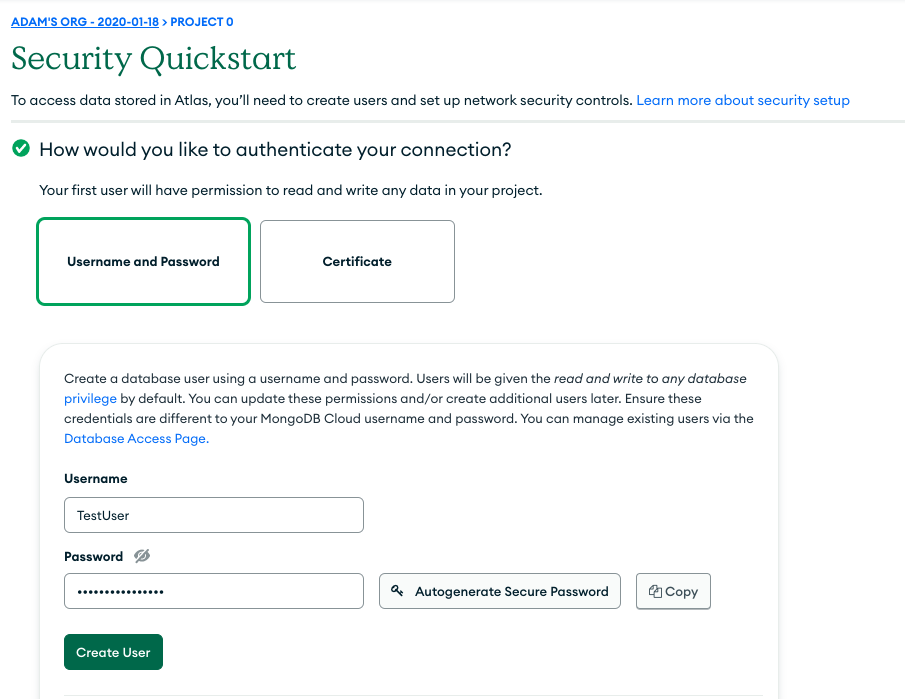 ADAM'S ORG - 2020-01-18 > PROJECT 0
Security Quickstart
To access data stored in Atlas, you'll need to create users and set up network security controls. Learn more about security setup
How would you like to authenticate your connection?
Your first user will have permission to read and write any data in your project.
Username and Password
Certificate
Create a database user using a username and password. Users will be given the read and write to any database
privilege by default. You can update these permissions and/or create additional users later. Ensure these
credentials are different to your MongoDB Cloud username and password. You can manage existing users via the
Database Access Page.
Username
TestUser
Password
••••••••••••••••
Autogenerate Secure Password
Copy
Create User